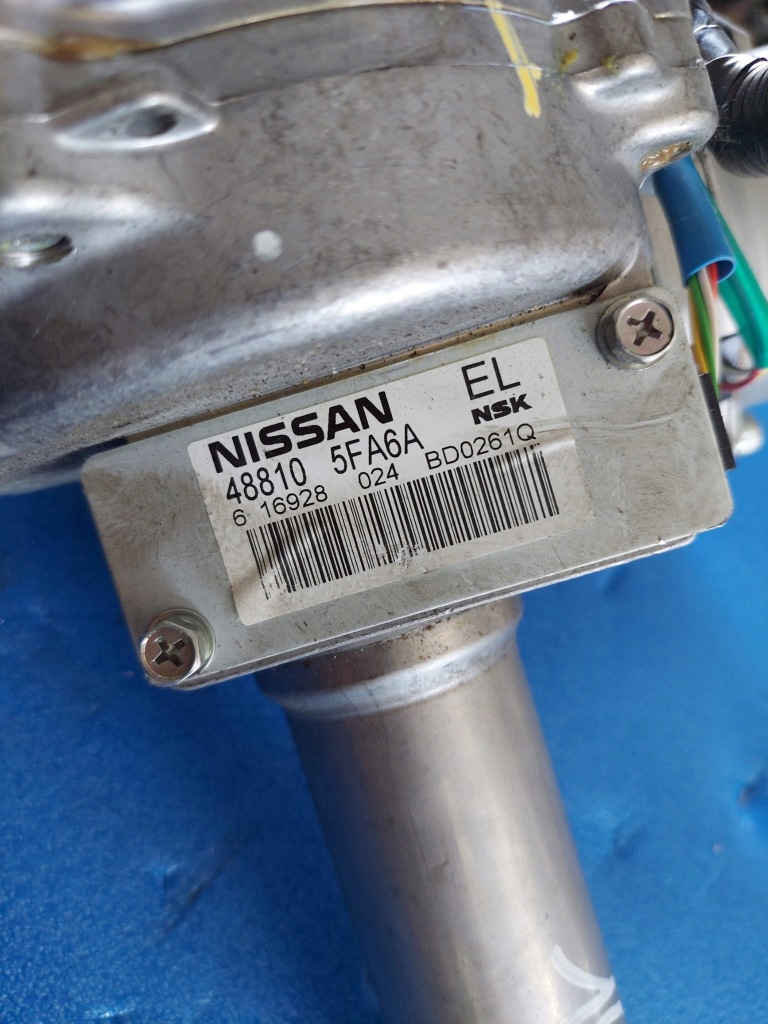 NISSAN EL
NSK
48810 5FA6A
6 16928 024 BD0261Q